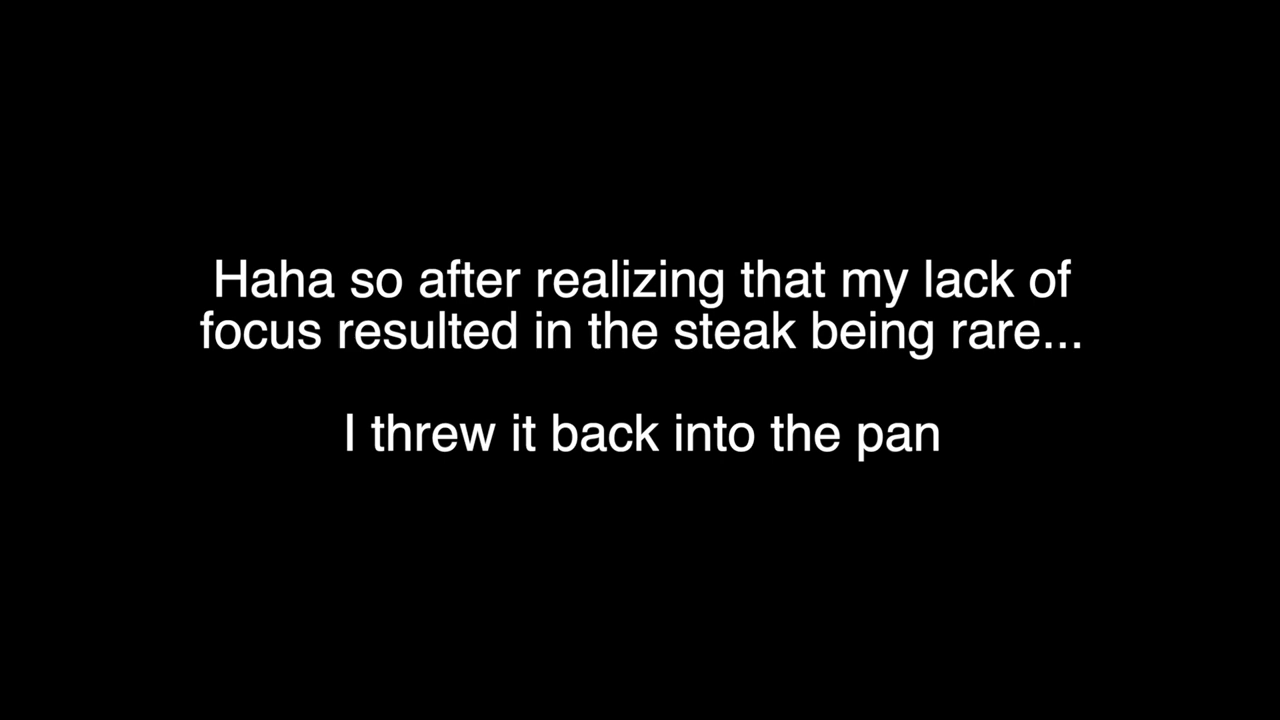 Haha so after realizing that my lack of
focus resulted in the steak being rare...
I threw it back into the pan